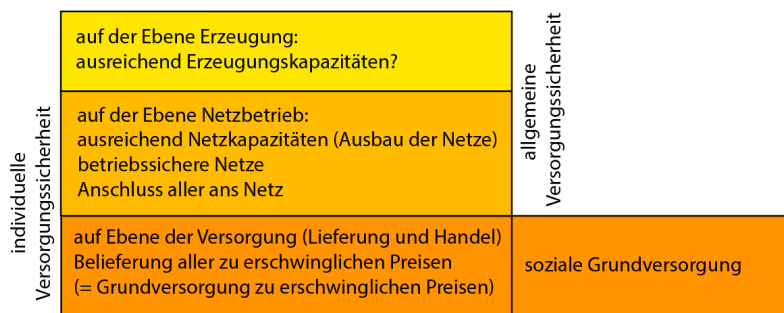 individuelle
Versorgungssicherheit
auf der Ebene Erzeugung:
ausreichend Erzeugungskapazitäten?
auf der Ebene Netzbetrieb:
ausreichend Netzkapazitäten (Ausbau der Netze)
betriebssichere Netze
Anschluss aller ans Netz
allgemeine
Versorgungssicherheit
auf Ebene der Versorgung (Lieferung und Handel)
Belieferung aller zu erschwinglichen Preisen
(= Grundversorgung zu erschwinglichen Preisen)
soziale Grundversorgung